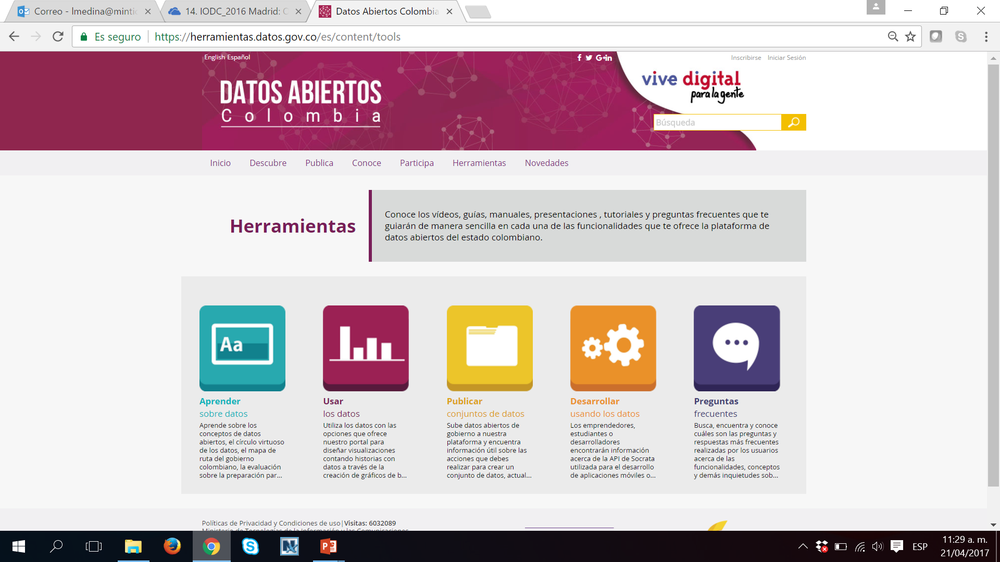 Correo - lmedina@mintic
14. IODC_2016 Madrid: C
Datos Abiertos Colombia
Es seguro
https://herramientas.datos.gov.co/es/content/tools
English Español
Inscribirse Iniciar Sesión
DATOS ABIERTOS
Colombia
vive digital
para la gente
Búsqueda
Inicio Descubre Publica Conoce Participa Herramientas Novedades
Herramientas
Conoce los vídeos, guías, manuales, presentaciones , tutoriales y preguntas frecuentes que te
guiarán de manera sencilla en cada una de las funcionalidades que te ofrece la plataforma de
datos abiertos del estado colombiano.
Aa
Aprender
sobre datos
Aprende sobre los
conceptos de datos
abiertos, el círculo virtuoso
de los datos, el mapa de
ruta del gobierno
colombiano, la evaluación
sobre la preparación par...
Usar
los datos
Utiliza los datos con las
opciones que ofrece
nuestro portal para
diseñar visualizaciones
contando historias con
datos a través de la
creación de gráficos de b...
Publicar
conjuntos de datos
Sube datos abiertos de
gobierno a nuestra
plataforma y encuentra
información útil sobre las
acciones que debes
realizar para crear un
conjunto de datos, actual...
Desarrollar
usando los datos
Los emprendedores,
estudiantes o
desarrolladores
encontrarán información
acerca de la API de Socrata
utilizada para el desarrollo
de aplicaciones móviles o...
Preguntas
frecuentes
Busca, encuentra y conoce
cuáles son las preguntas y
respuestas más frecuentes
realizadas por los usuarios
acerca de las
funcionalidades, conceptos
y demás inquietudes sob...
Políticas de Privacidad y Condiciones de uso|Visitas: 6032089
Ministerio de Tecnologías de la Información y las Comunicaciones
ESP
11:29 a. m.
21/04/2017